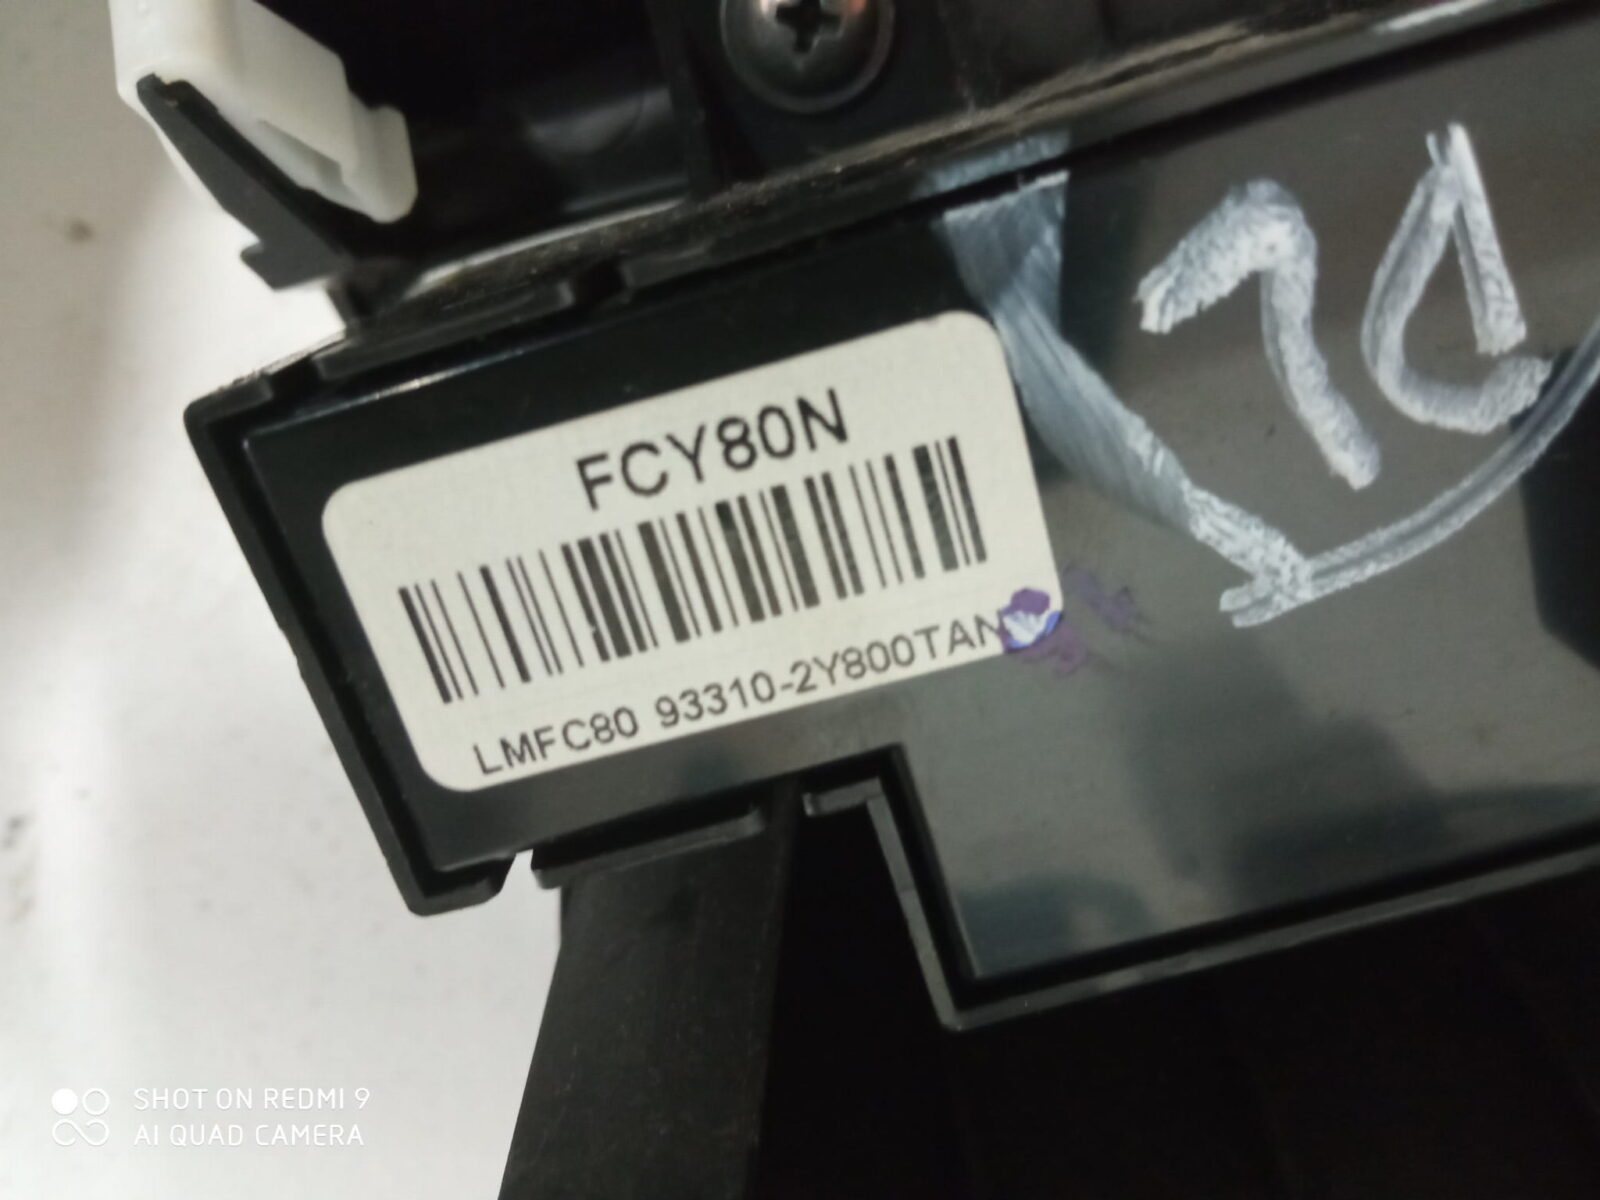 FCY80N
LMFC80 93310-2Y800TAN
SHOT ON REDMI 9
AI QUAD CAMERA